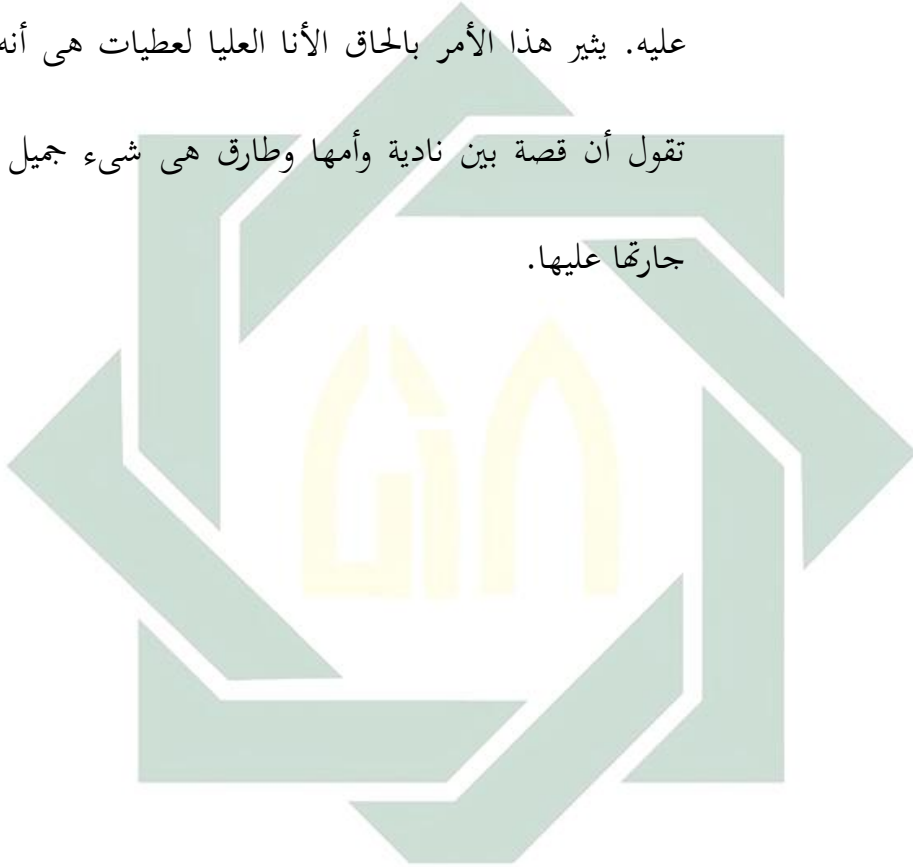 عليه. يثير هذا الأمر بالحاق الأنا العليا لعطيات هى أنه
تقول أن قصة بين نادية وأمها وطارق هى شىء جميل
جارتها عليها.